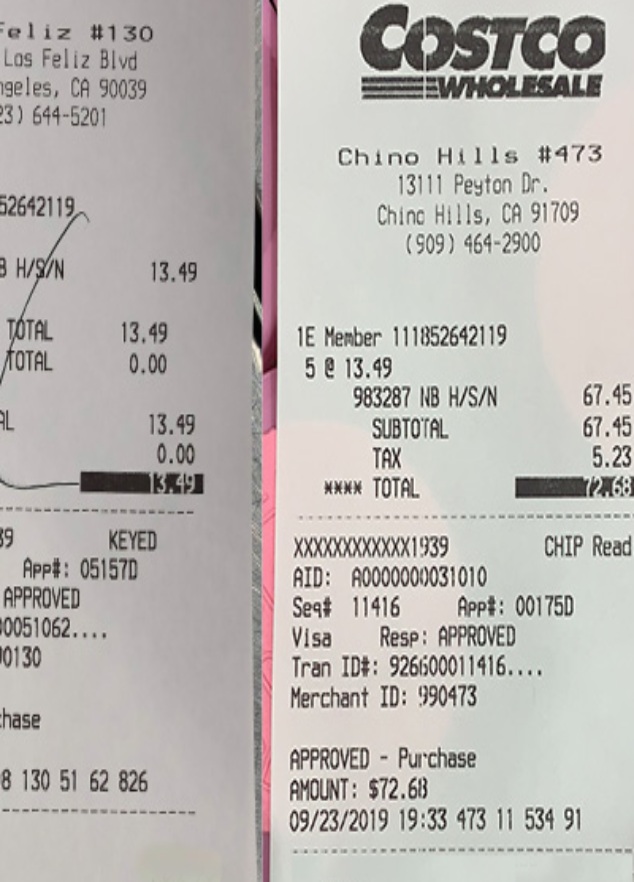 Feliz #130
Los Feliz Blvd
ngeles, CA 90039
23) 644-5201
52642119
B H/S/N 13.49
TOTAL 13.49
TOTAL 0.00
AL 13.49
0.00
13.49
39 KEYED
App#: 05157D
APPROVED
00051062....
90130
chase
8 130 51 62 826
COSTCO
WHOLESALE
Chino Hills #473
13111 Peyton Dr.
Chino Hills, CA 91709
(909) 464-2900
1E Member 111852642119
5 @ 13.49
983287 NB H/S/N 67.45
SUBTOTAL 67.45
TAX 5.23
**** TOTAL 72.68
XXXXXXXXXXXX1939 CHIP Read
AID: A0000000031010
Seq# 11416 App#: 00175D
Visa Resp: APPROVED
Tran ID#: 926600011416....
Merchant ID: 990473
APPROVED - Purchase
AMOUNT: $72.68
09/23/2019 19:33 473 11 534 91